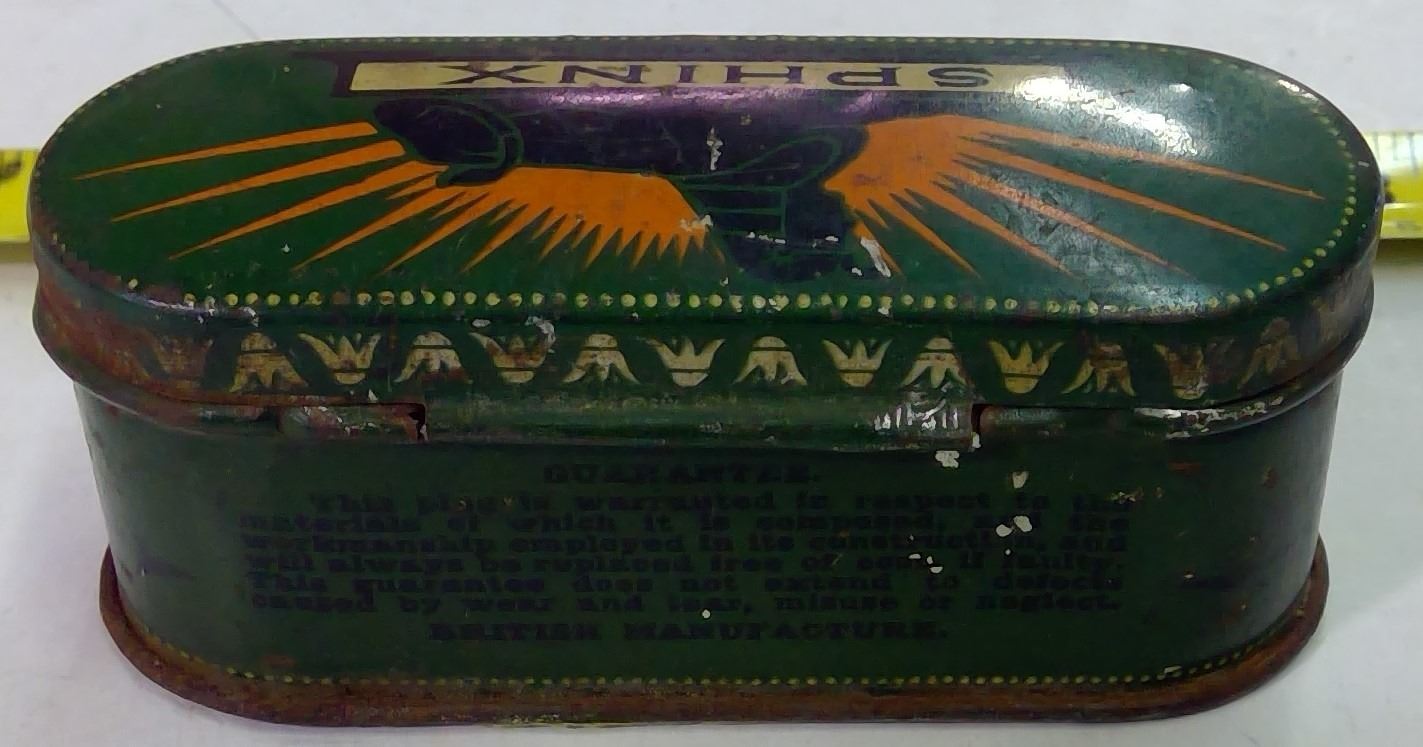 SPHINX
GUARANTEE.
This plug is warranted in respect to the
materials of which it is composed, and the
workmanship employed in its construction, and
will always be replaced free of cost, if faulty.
This guarantee does not extend to defects
caused by wear and tear, misuse or neglect.
BRITISH MANUFACTURE.